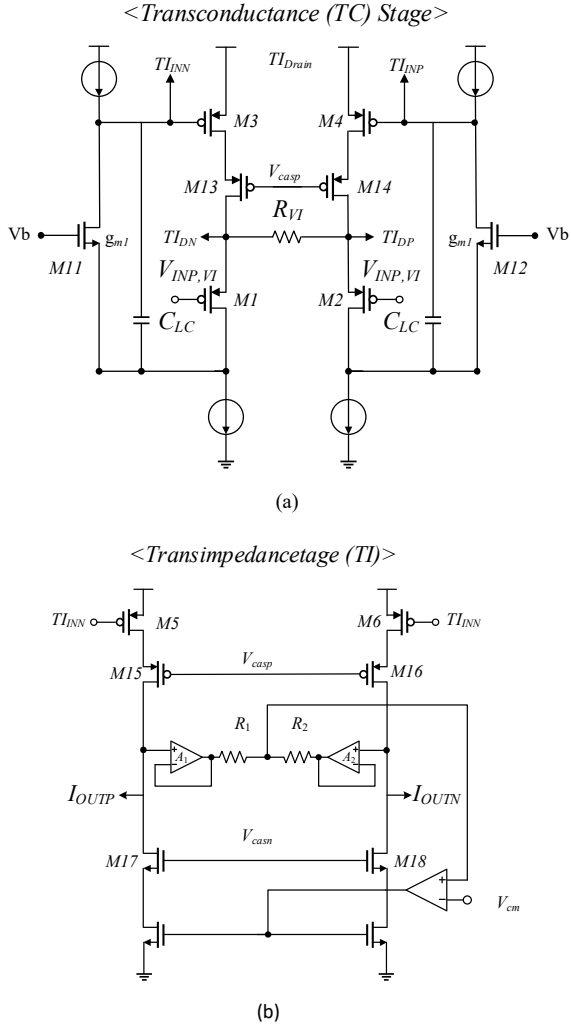 <Transconductance (TC) Stage>
TI_INN
TI_Drain
TI_INP
M3
M4
M13
V_casp
M14
R_VI
Vb
g_m1
TI_DN
TI_DP
g_m1
Vb
M11
V_INP,VI
V_INP,VI
M12
M1
M2
C_LC
C_LC
(a)
<Transimpedancetage (TI)>
TI_INN
M5
M6
TI_INN
M15
V_casp
M16
R_1
R_2
+
A_1
-
+
A_2
-
I_OUTP
I_OUTN
V_casn
M17
M18
+
-
V_cm
(b)